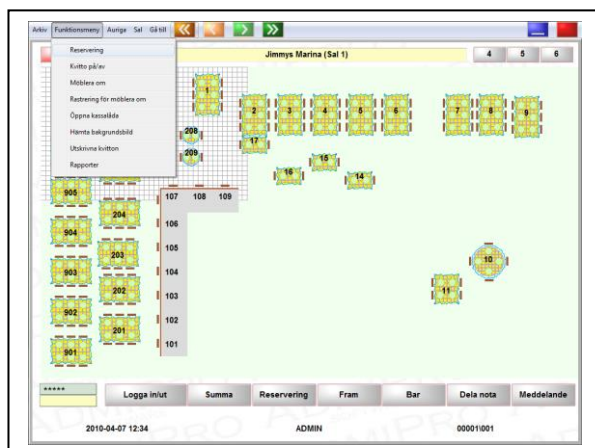 Arkiv Funktionsmeny Aurige Sal Gå till
Jimmys Marina (Sal 1) 4 5 6
Reservering
Kvitto på/av
Möblera om
Rastrering för möblera om
Öppna kassalåda
Hämta bakgrundsbild
Utskrivna kvitton
Rapporter
1
2 3 4 5 6 7 8 9
208
17
209
15
16
14
905
107 108 109
204
106
904
105
203
10
903
104
202
11
103
902
102
201
101
901
*****
Logga in/ut Summa Reservering Fram Bar Dela nota Meddelande
2010-04-07 12:34 ADMIN 00001\001